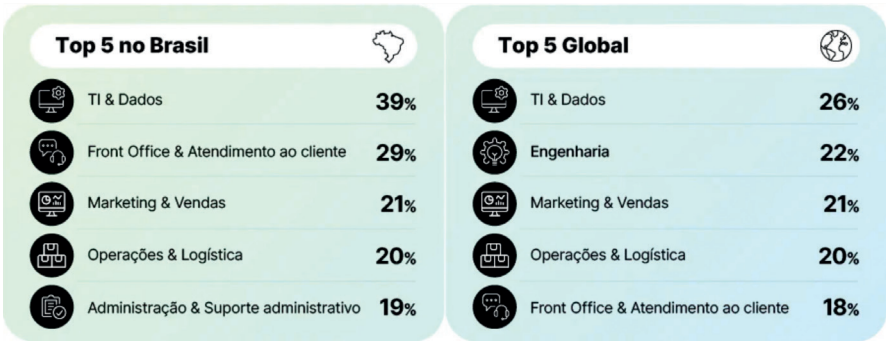 Top 5 no Brasil
TI & Dados 39%
Front Office & Atendimento ao cliente 29%
Marketing & Vendas 21%
Operações & Logística 20%
Administração & Suporte administrativo 19%
Top 5 Global
TI & Dados 26%
Engenharia 22%
Marketing & Vendas 21%
Operações & Logística 20%
Front Office & Atendimento ao cliente 18%